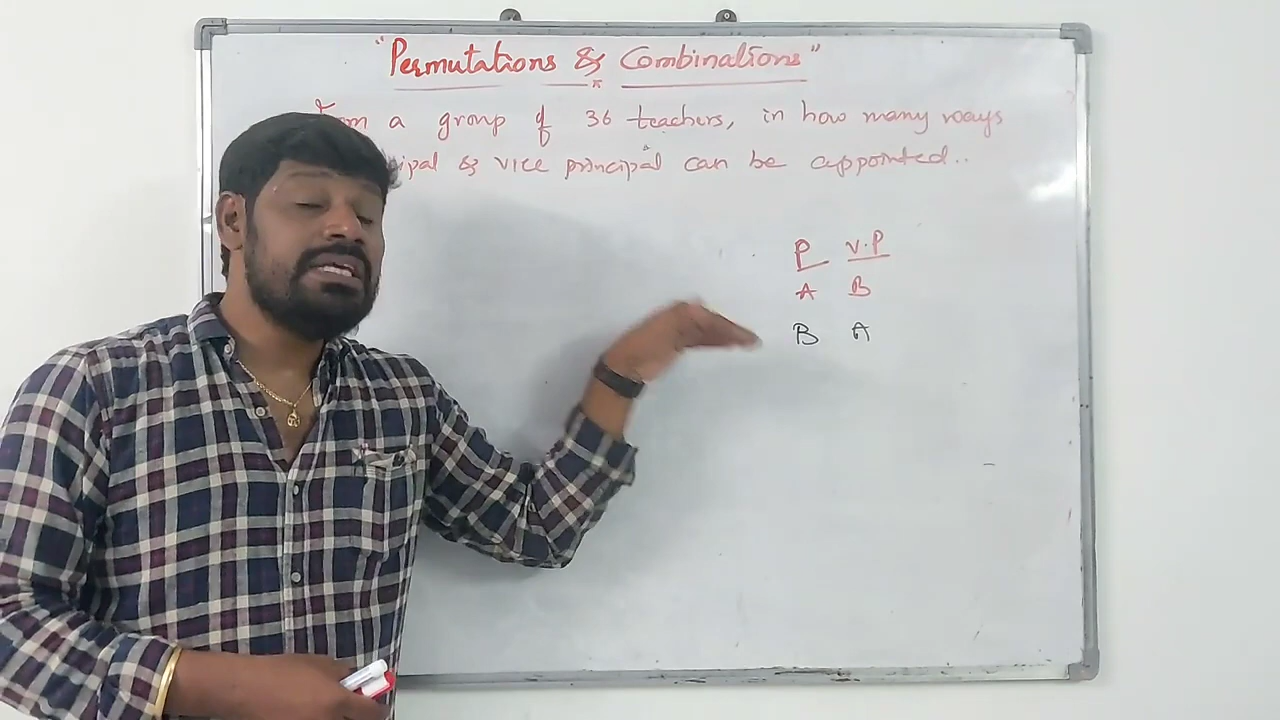 "Permutations & Combinations"
a group of 36 teachers, in how many ways
& vice principal can be appointed..
P V.P
A B
B A